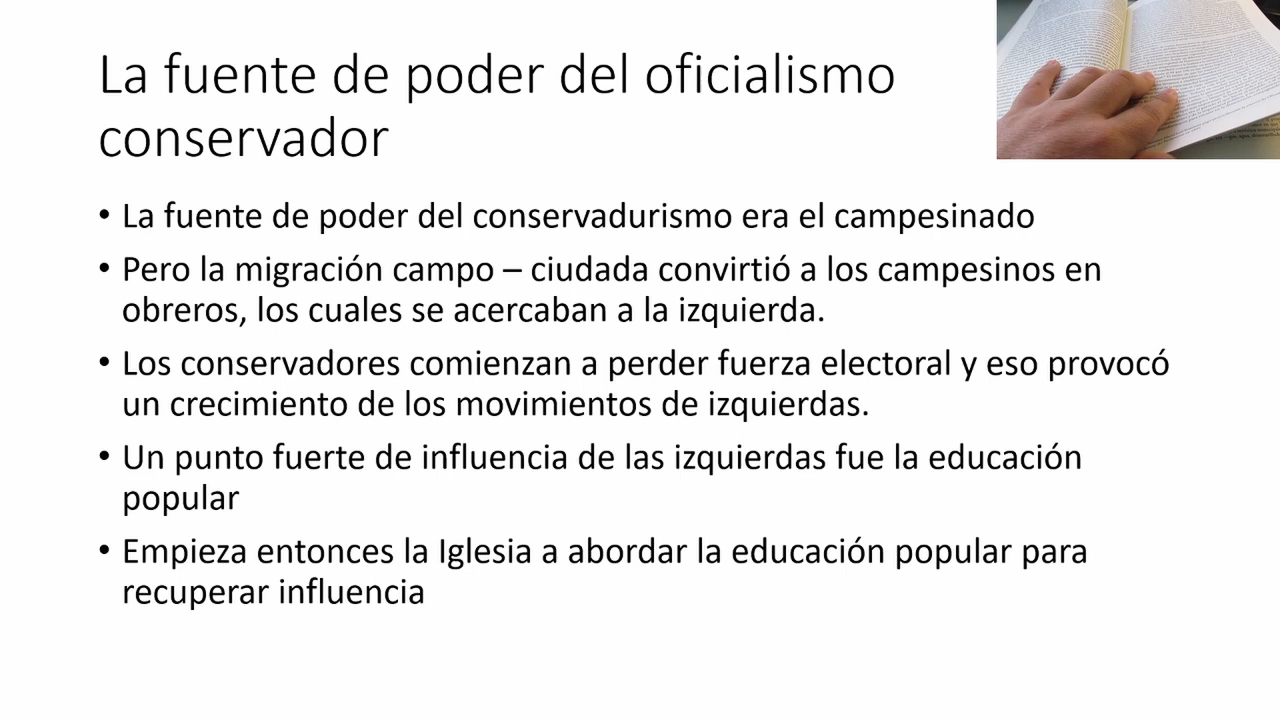 La fuente de poder del oficialismo
conservador
• La fuente de poder del conservadurismo era el campesinado
• Pero la migración campo – ciudada convirtió a los campesinos en
obreros, los cuales se acercaban a la izquierda.
• Los conservadores comienzan a perder fuerza electoral y eso provocó
un crecimiento de los movimientos de izquierdas.
• Un punto fuerte de influencia de las izquierdas fue la educación
popular
• Empieza entonces la Iglesia a abordar la educación popular para
recuperar influencia